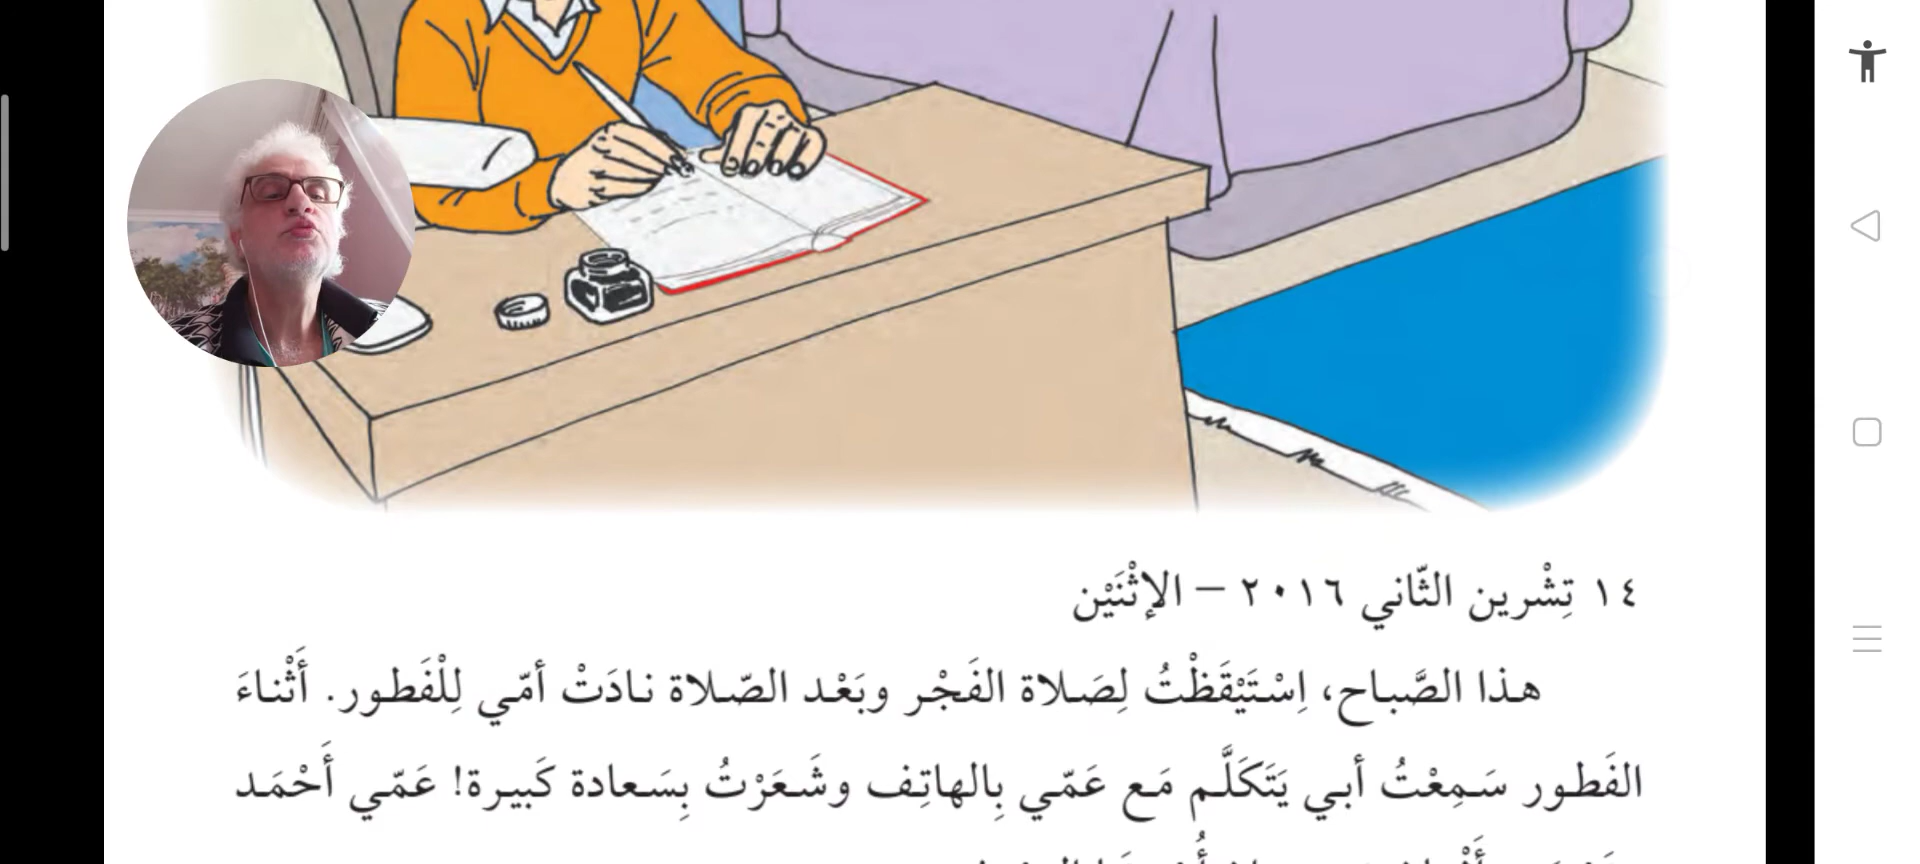 ١٤ تِشْرين الثّاني ٢٠١٦ – الإثْنَيْن
هذا الصَّباح، اِسْتَيْقَظْتُ لِصَلاة الفَجْر وبَعْد الصّلاة نادَتْ أمّي لِلْفَطور. أَثْناءَ
الفَطور سَمِعْتُ أبي يَتَكَلَّم مَع عَمّي بِالهاتِف وشَعَرْتُ بِسَعادة كَبيرة! عَمّي أَحْمَد